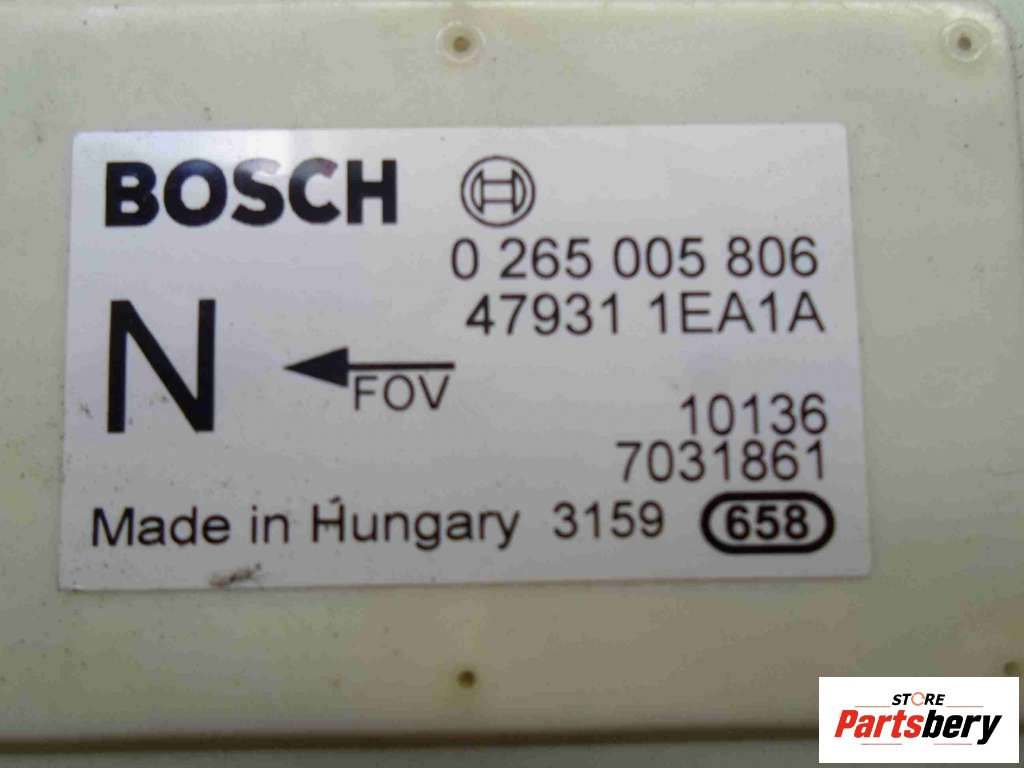 BOSCH
0 265 005 806
47931 1EA1A
N
FOV
10136
7031861
Made in Hungary 3159 658
STORE
Partsbery